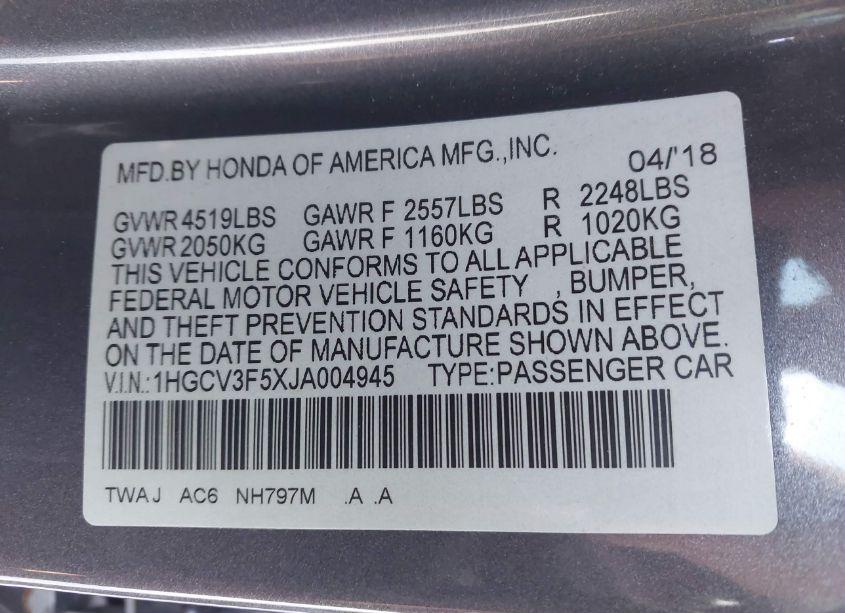 MFD.BY HONDA OF AMERICA MFG.,INC. 04/'18
GVWR 4519LBS GAWR F 2557LBS R 2248LBS
GVWR 2050KG GAWR F 1160KG R 1020KG
THIS VEHICLE CONFORMS TO ALL APPLICABLE
FEDERAL MOTOR VEHICLE SAFETY , BUMPER,
AND THEFT PREVENTION STANDARDS IN EFFECT
ON THE DATE OF MANUFACTURE SHOWN ABOVE.
V.I.N.:1HGCV3F5XJA004945 TYPE:PASSENGER CAR
TWAJ AC6 NH797M .A .A